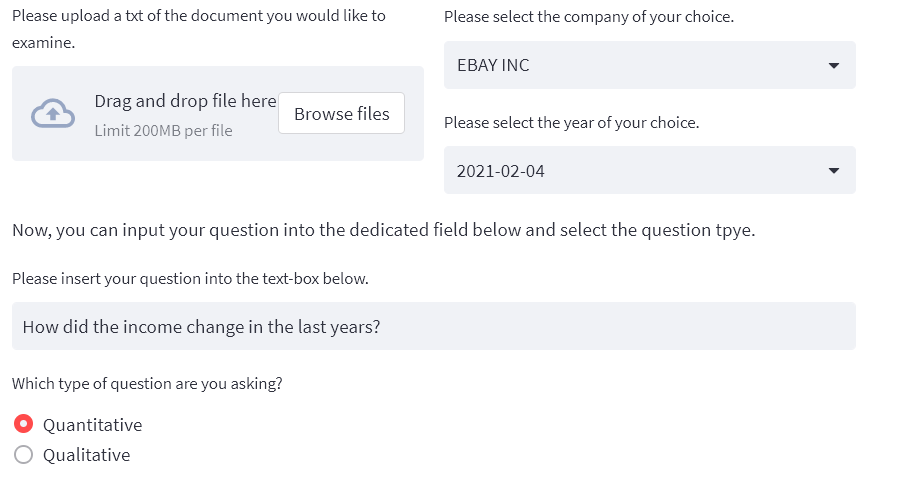 Please upload a txt of the document you would like to
examine.
Drag and drop file here
Limit 200MB per file
Browse files
Please select the company of your choice.
EBAY INC
Please select the year of your choice.
2021-02-04
Now, you can input your question into the dedicated field below and select the question tpye.
Please insert your question into the text-box below.
How did the income change in the last years?
Which type of question are you asking?
Quantitative
Qualitative